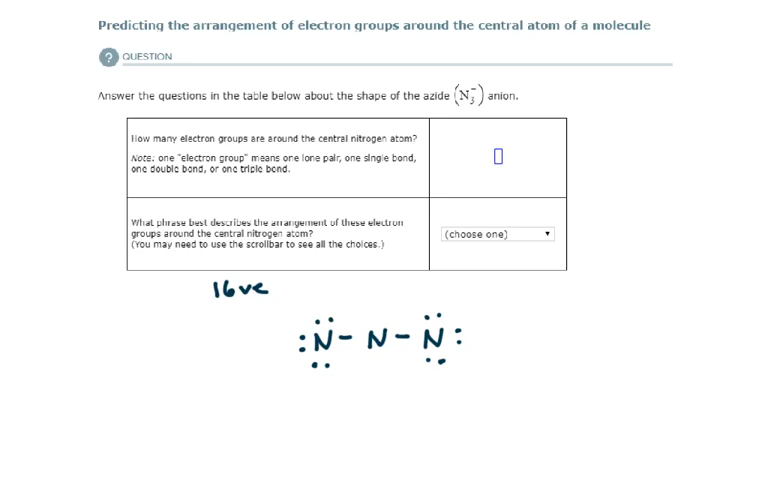 Predicting the arrangement of electron groups around the central atom of a molecule
? QUESTION
Answer the questions in the table below about the shape of the azide (N₃⁻) anion.
How many electron groups are around the central nitrogen atom?
Note: one "electron group" means one lone pair, one single bond,
one double bond, or one triple bond.
What phrase best describes the arrangement of these electron
groups around the central nitrogen atom?
(You may need to use the scrollbar to see all the choices.)
(choose one)
16 ve
:N̈ - N - N̈: